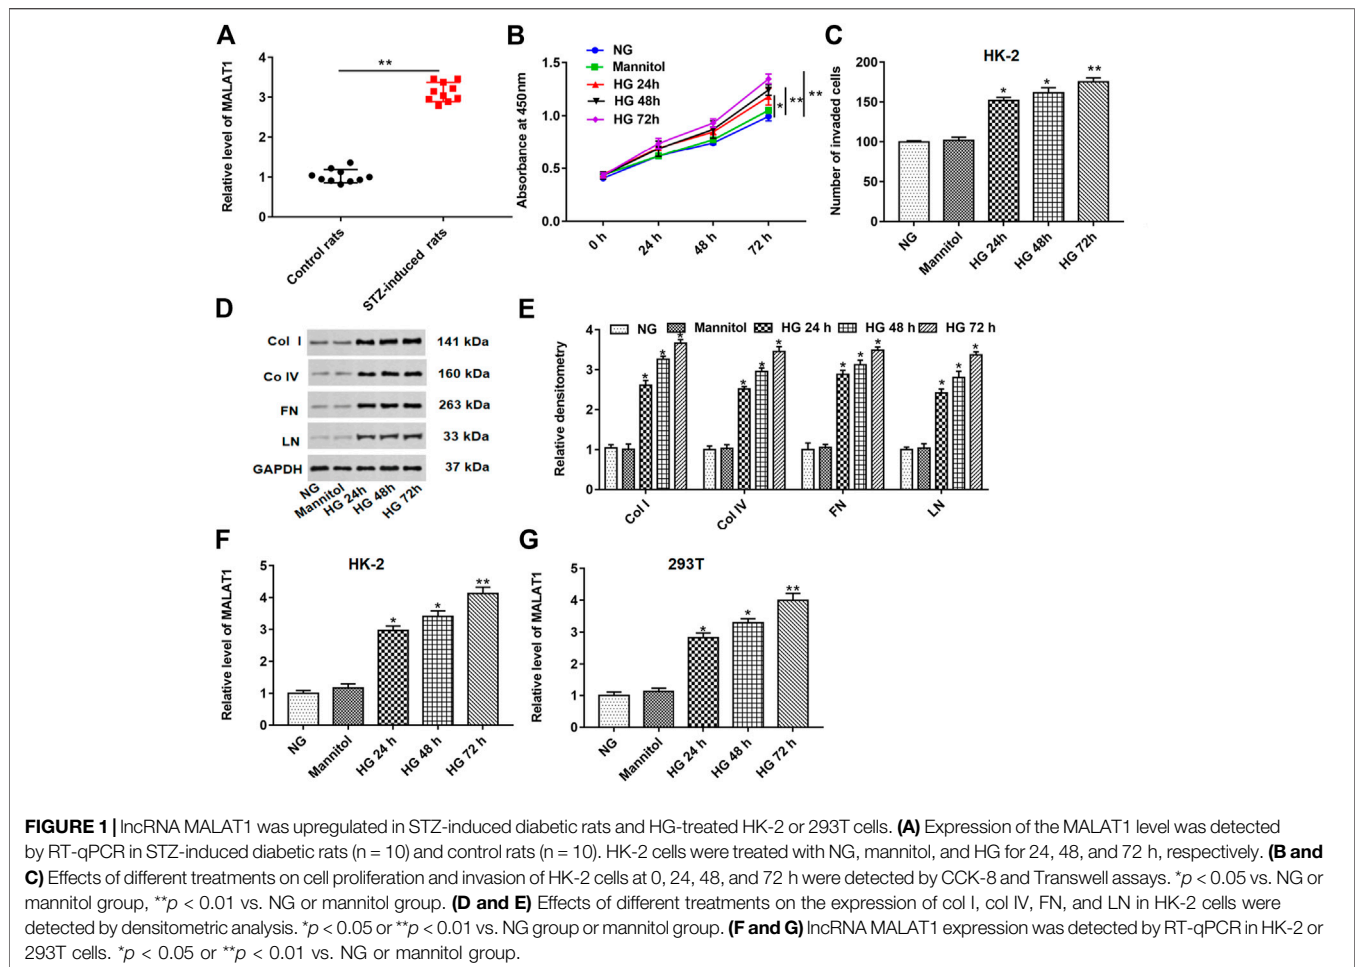 A
Relative level of MALAT1
4
3
2
1
0
**
Control rats
STZ-induced rats
B
Absorbance at 450nm
1.5
1.0
0.5
0.0
NG
Mannitol
HG 24h
HG 48h
HG 72h
*
**
**
0 h
24 h
48 h
72 h
C
HK-2
Number of invaded cells
200
150
100
50
0
*
*
**
NG
Mannitol
HG 24h
HG 48h
HG 72h
D
Col I
141 kDa
Co IV
160 kDa
FN
263 kDa
LN
33 kDa
GAPDH
37 kDa
NG
Mannitol
HG 24h
HG 48h
HG 72h
E
Relative densitometry
4
3
2
1
0
NG
Mannitol
HG 24 h
HG 48 h
HG 72 h
* * *
* * *
* * *
* * *
Col I
Col IV
FN
LN
F
HK-2
Relative level of MALAT1
5
4
3
2
1
0
*
*
**
NG
Mannitol
HG 24 h
HG 48 h
HG 72 h
G
293T
Relative level of MALAT1
5
4
3
2
1
0
*
*
**
NG
Mannitol
HG 24 h
HG 48 h
HG 72 h
FIGURE 1 | lncRNA MALAT1 was upregulated in STZ-induced diabetic rats and HG-treated HK-2 or 293T cells. (A) Expression of the MALAT1 level was detected
by RT-qPCR in STZ-induced diabetic rats (n = 10) and control rats (n = 10). HK-2 cells were treated with NG, mannitol, and HG for 24, 48, and 72 h, respectively. (B and
C) Effects of different treatments on cell proliferation and invasion of HK-2 cells at 0, 24, 48, and 72 h were detected by CCK-8 and Transwell assays. *p < 0.05 vs. NG or
mannitol group, **p < 0.01 vs. NG or mannitol group. (D and E) Effects of different treatments on the expression of col I, col IV, FN, and LN in HK-2 cells were
detected by densitometric analysis. *p < 0.05 or **p < 0.01 vs. NG group or mannitol group. (F and G) lncRNA MALAT1 expression was detected by RT-qPCR in HK-2 or
293T cells. *p < 0.05 or **p < 0.01 vs. NG or mannitol group.